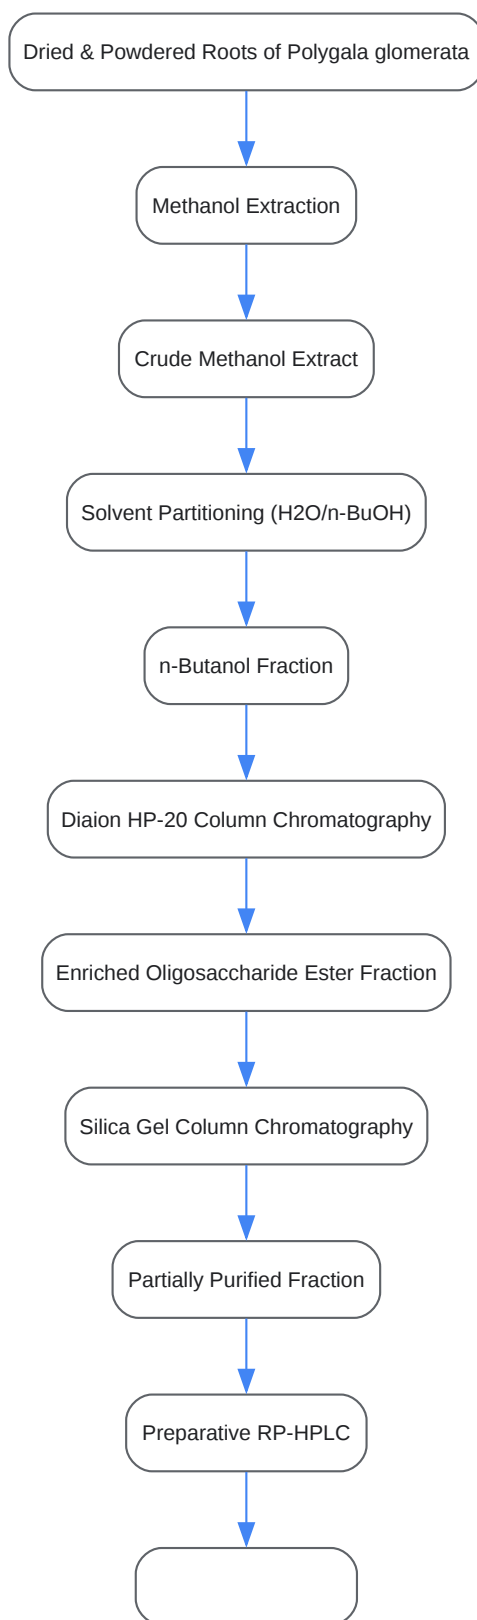 Dried & Powdered Roots of Polygala glomerata
Methanol Extraction
Crude Methanol Extract
Solvent Partitioning (H2O/n-BuOH)
n-Butanol Fraction
Diaion HP-20 Column Chromatography
Enriched Oligosaccharide Ester Fraction
Silica Gel Column Chromatography
Partially Purified Fraction
Preparative RP-HPLC